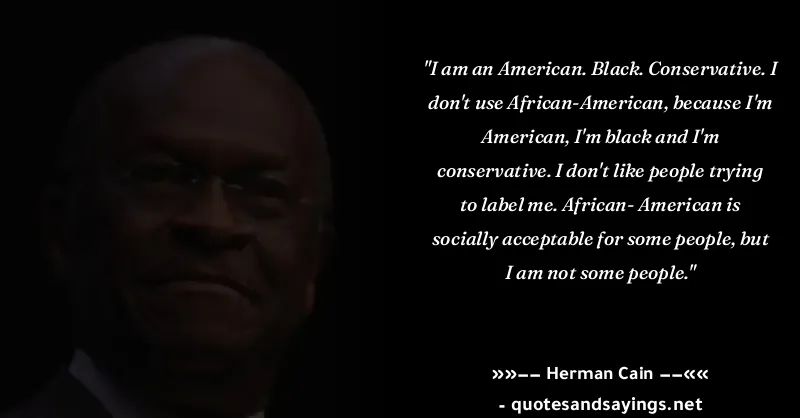 "I am an American. Black. Conservative. I
don't use African-American, because I'm
American, I'm black and I'm
conservative. I don't like people trying
to label me. African- American is
socially acceptable for some people, but
I am not some people."
»»–– Herman Cain ––««
- quotesandsayings.net